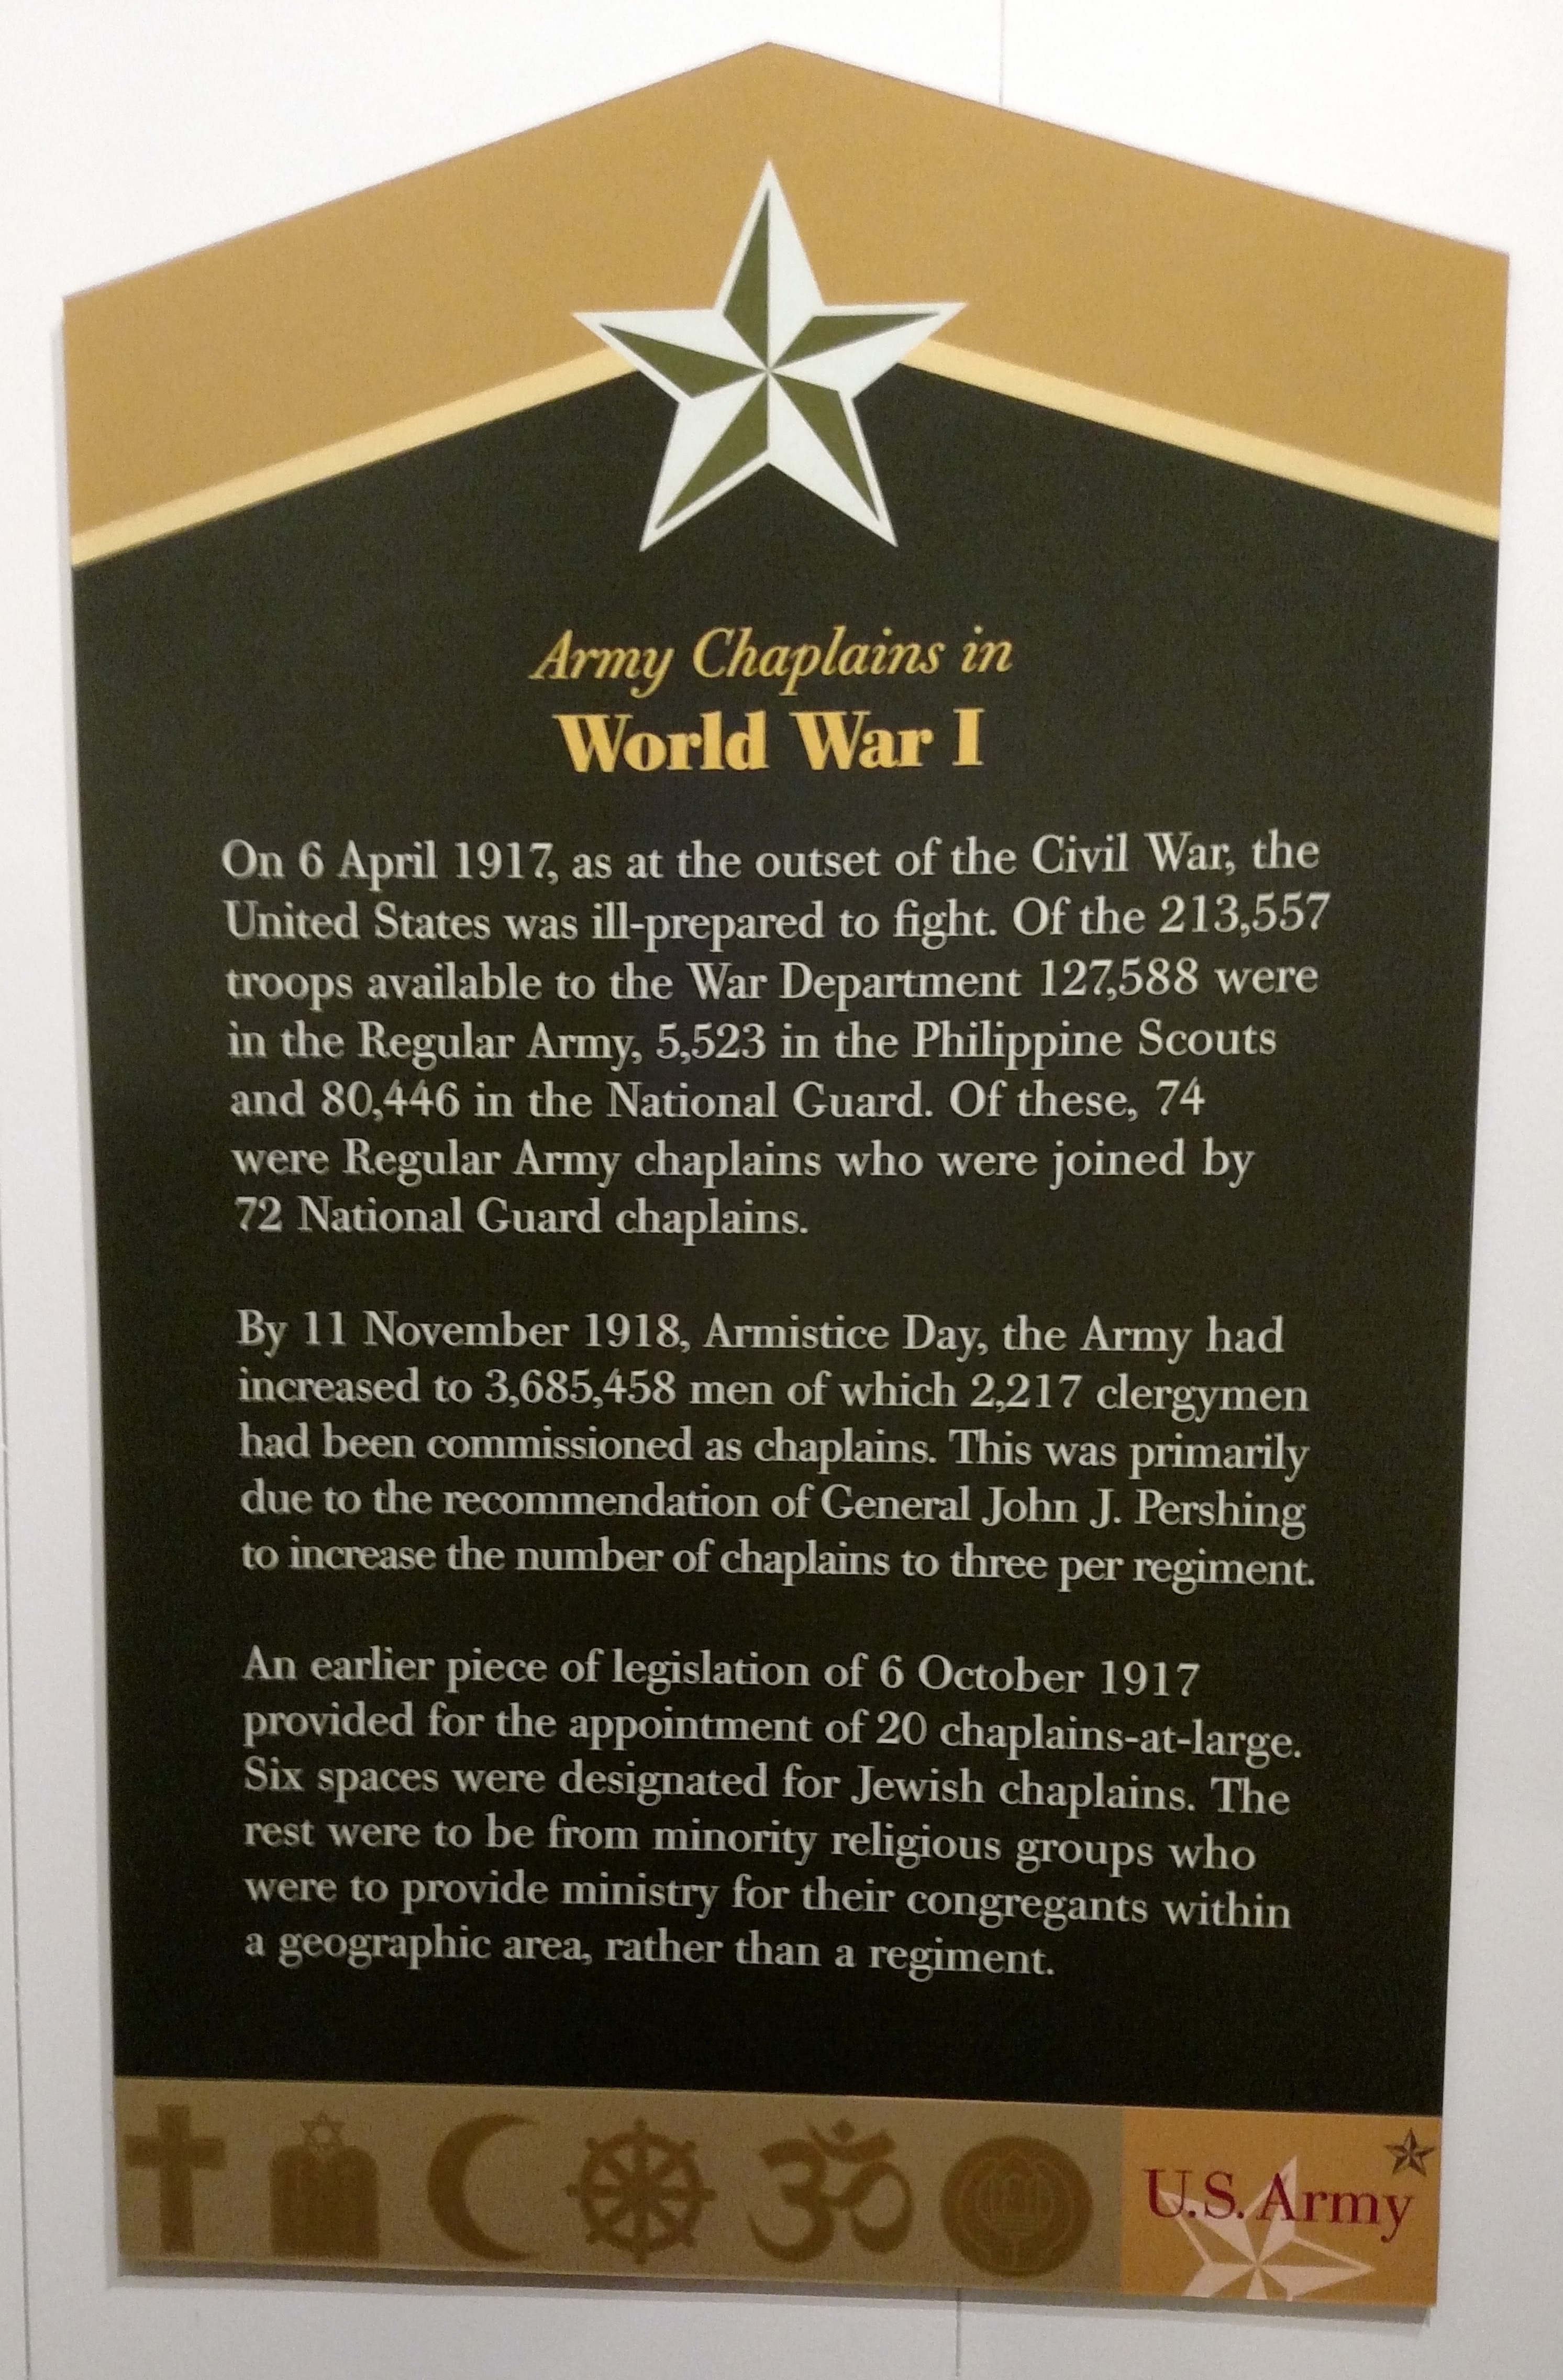 Army Chaplains in
World War I
On 6 April 1917, as at the outset of the Civil War, the
United States was ill-prepared to fight. Of the 213,557
troops available to the War Department 127,588 were
in the Regular Army, 5,523 in the Philippine Scouts
and 80,446 in the National Guard. Of these, 74
were Regular Army chaplains who were joined by
72 National Guard chaplains.
By 11 November 1918, Armistice Day, the Army had
increased to 3,685,458 men of which 2,217 clergymen
had been commissioned as chaplains. This was primarily
due to the recommendation of General John J. Pershing
to increase the number of chaplains to three per regiment.
An earlier piece of legislation of 6 October 1917
provided for the appointment of 20 chaplains-at-large.
Six spaces were designated for Jewish chaplains. The
rest were to be from minority religious groups who
were to provide ministry for their congregants within
a geographic area, rather than a regiment.
ॐ
U.S. Army